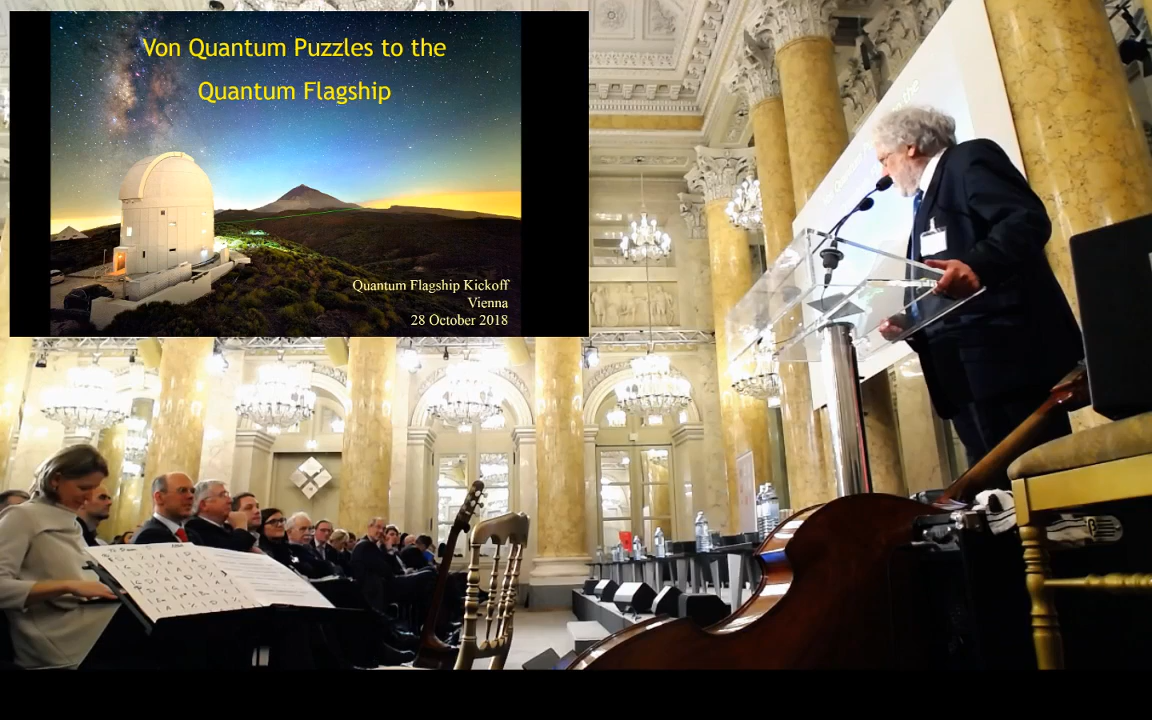 Von Quantum Puzzles to the
Quantum Flagship
Quantum Flagship Kickoff
Vienna
28 October 2018